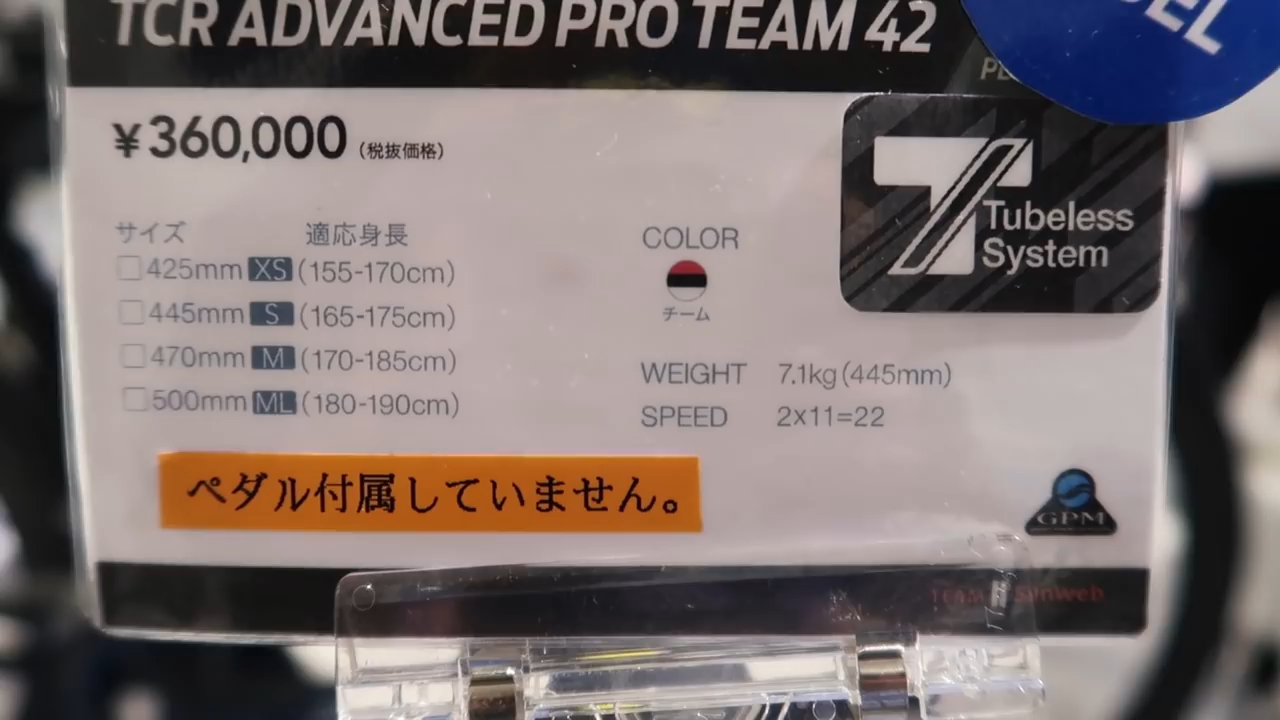 TCR ADVANCED PRO TEAM 42
¥360,000 (税抜価格)
Tubeless
System
サイズ 適応身長
425mm XS (155-170cm)
445mm S (165-175cm)
470mm M (170-185cm)
500mm ML (180-190cm)
COLOR
チーム
WEIGHT 7.1kg(445mm)
SPEED 2x11=22
ペダル付属していません。
GPM
TEAM sunweb